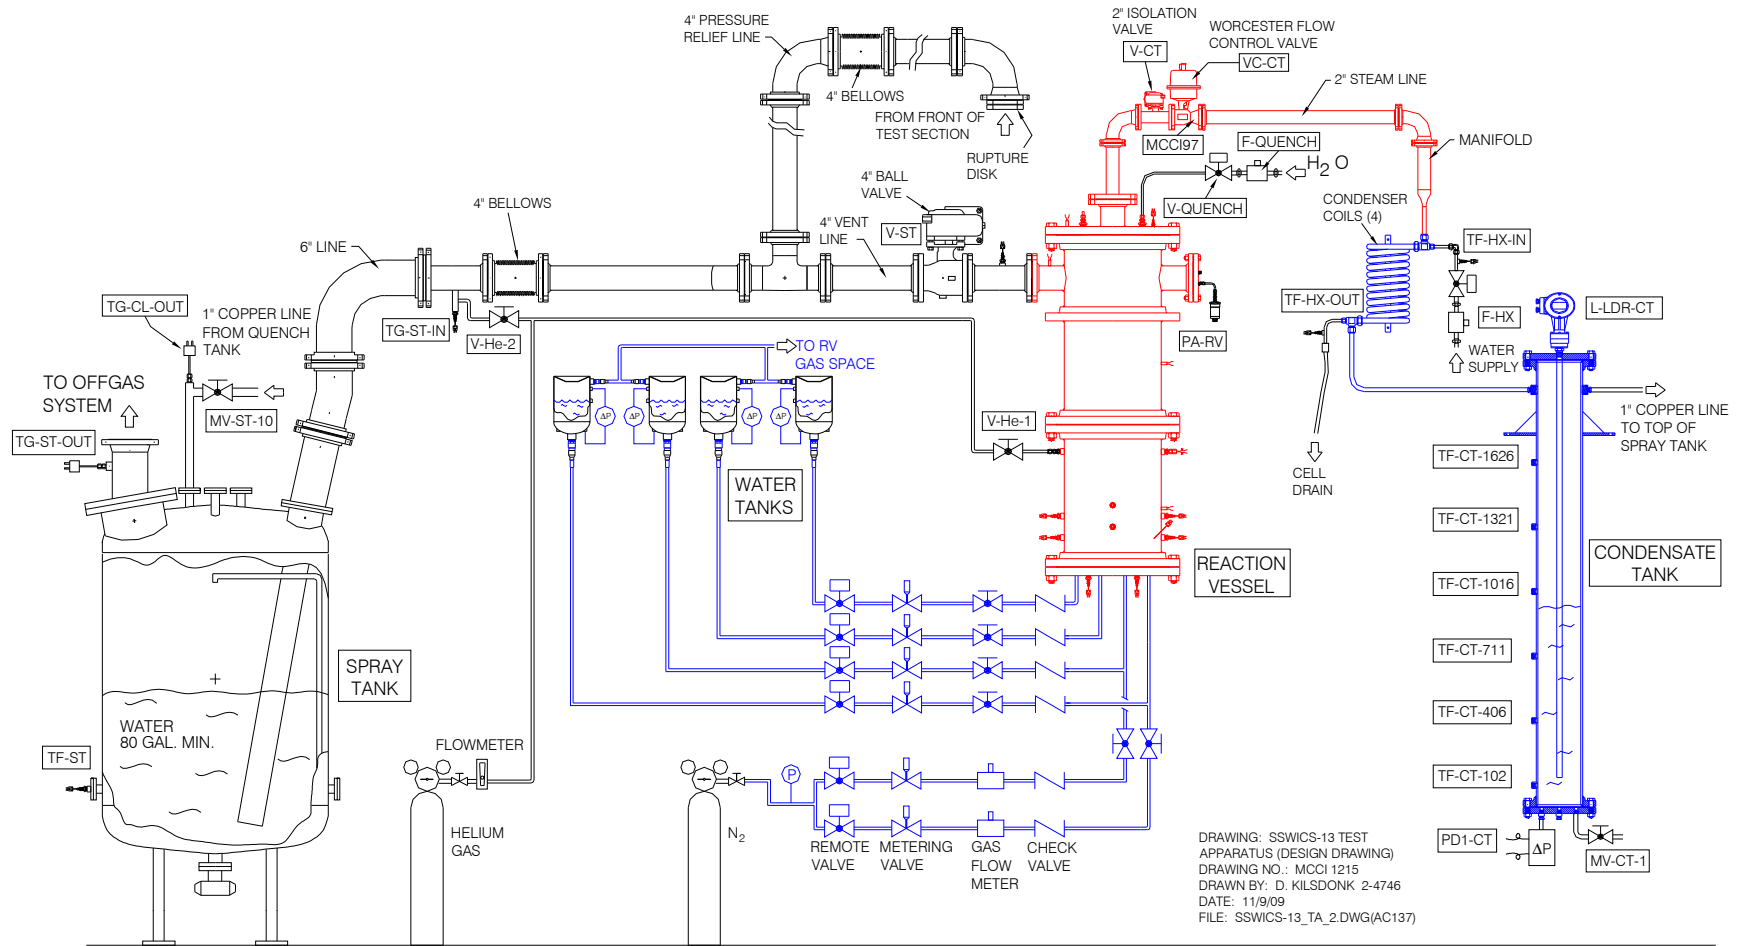 4" PRESSURE
RELIEF LINE
2" ISOLATION
VALVE
V-CT
WORCESTER FLOW
CONTROL VALVE
VC-CT
2" STEAM LINE
4" BELLOWS
FROM FRONT OF
TEST SECTION
RUPTURE
DISK
MCCI97
F-QUENCH
H2 O
MANIFOLD
4" BALL
VALVE
V-QUENCH
CONDENSER
COILS (4)
4" BELLOWS
4" VENT
LINE
V-ST
6" LINE
TF-HX-IN
TG-CL-OUT
1" COPPER LINE
FROM QUENCH
TANK
TG-ST-IN
V-He-2
TF-HX-OUT
F-HX
L-LDR-CT
PA-RV
TO RV
GAS SPACE
WATER
SUPPLY
TO OFFGAS
SYSTEM
MV-ST-10
TG-ST-OUT
ΔP
ΔP
ΔP
ΔP
V-He-1
1" COPPER LINE
TO TOP OF
SPRAY TANK
CELL
DRAIN
WATER
TANKS
TF-CT-1626
TF-CT-1321
CONDENSATE
TANK
REACTION
VESSEL
TF-CT-1016
TF-CT-711
SPRAY
TANK
WATER
80 GAL. MIN.
TF-CT-406
TF-ST
FLOWMETER
P
TF-CT-102
HELIUM
GAS
N2
REMOTE
VALVE
METERING
VALVE
GAS
FLOW
METER
CHECK
VALVE
PD1-CT
ΔP
MV-CT-1
DRAWING: SSWICS-13 TEST
APPARATUS (DESIGN DRAWING)
DRAWING NO.: MCCI 1215
DRAWN BY: D. KILSDONK 2-4746
DATE: 11/9/09
FILE: SSWICS-13_TA_2.DWG(AC137)